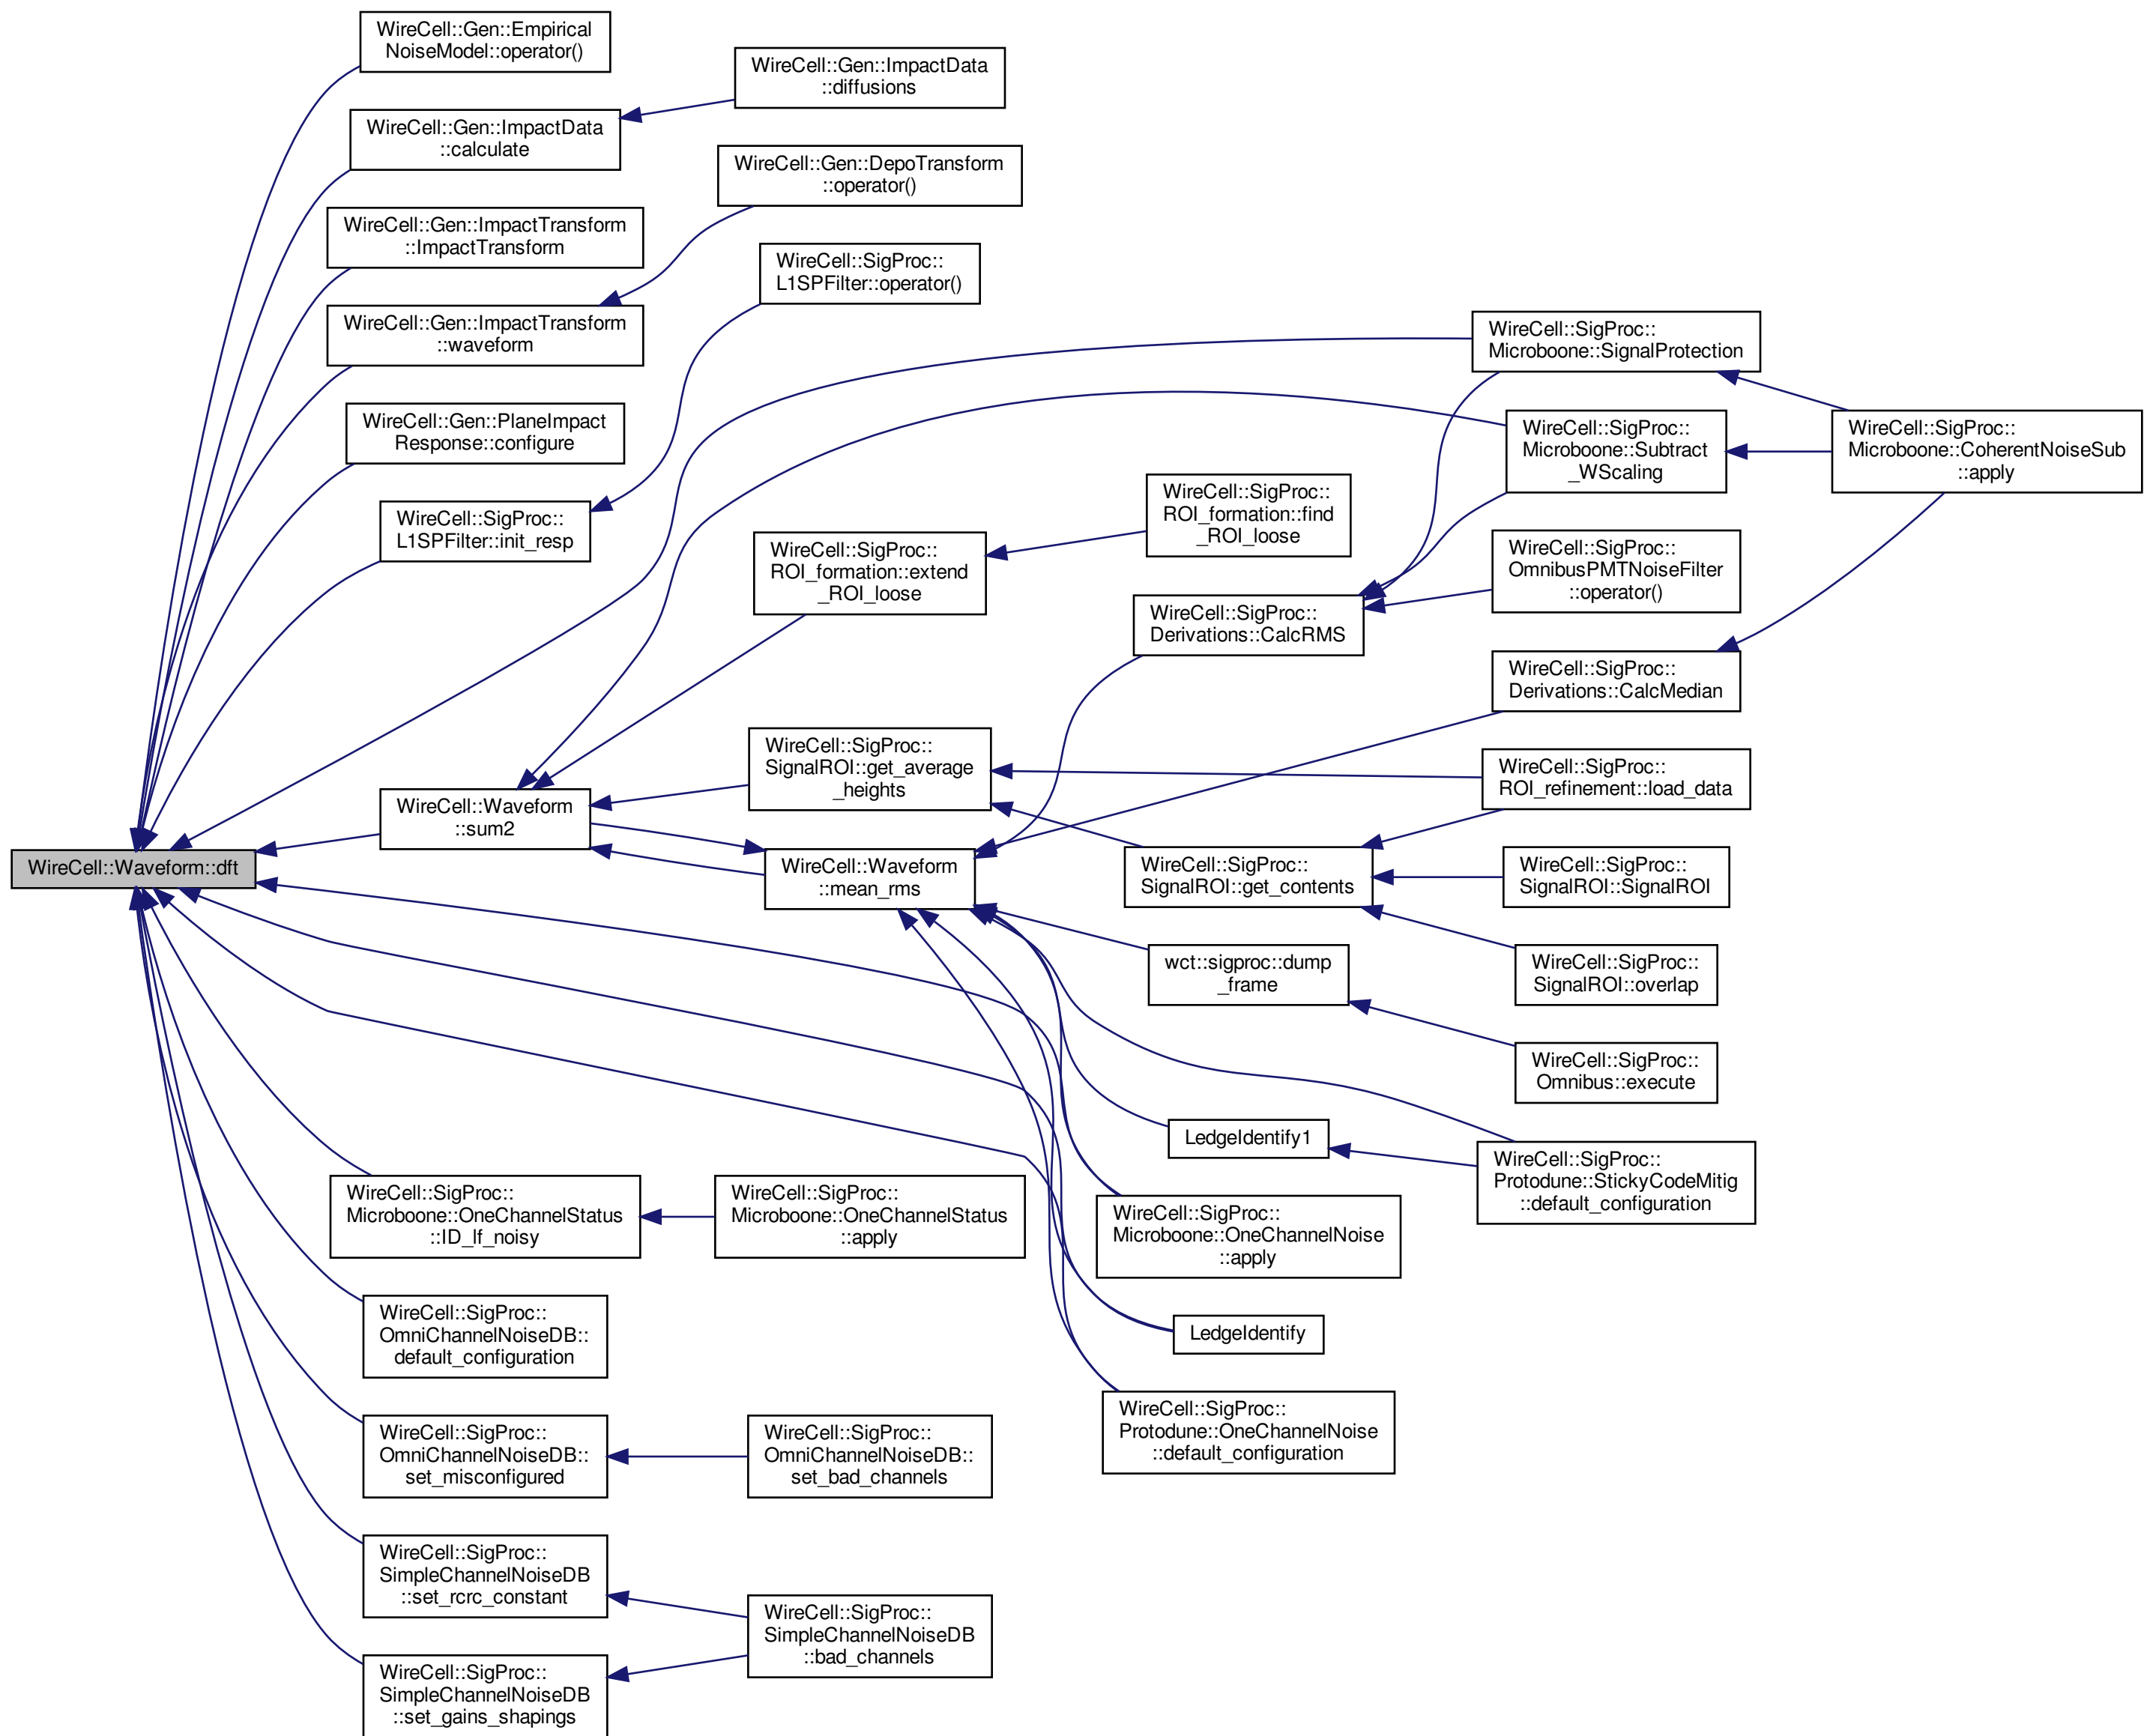 WireCell::Gen::Empirical
NoiseModel::operator()
WireCell::Gen::ImpactData
::diffusions
WireCell::Gen::ImpactData
::calculate
WireCell::Gen::DepoTransform
::operator()
WireCell::Gen::ImpactTransform
::ImpactTransform
WireCell::SigProc::
L1SPFilter::operator()
WireCell::Gen::ImpactTransform
::waveform
WireCell::SigProc::
Microboone::SignalProtection
WireCell::Gen::PlaneImpact
Response::configure
WireCell::SigProc::
Microboone::Subtract
_WScaling
WireCell::SigProc::
Microboone::CoherentNoiseSub
::apply
WireCell::SigProc::
ROI_formation::find
_ROI_loose
WireCell::SigProc::
L1SPFilter::init_resp
WireCell::SigProc::
ROI_formation::extend
_ROI_loose
WireCell::SigProc::
OmnibusPMTNoiseFilter
::operator()
WireCell::SigProc::
Derivations::CalcRMS
WireCell::SigProc::
Derivations::CalcMedian
WireCell::SigProc::
SignalROI::get_average
_heights
WireCell::SigProc::
ROI_refinement::load_data
WireCell::Waveform
::sum2
WireCell::Waveform::dft
WireCell::Waveform
::mean_rms
WireCell::SigProc::
SignalROI::get_contents
WireCell::SigProc::
SignalROI::SignalROI
wct::sigproc::dump
_frame
WireCell::SigProc::
SignalROI::overlap
WireCell::SigProc::
Omnibus::execute
LedgeIdentify1
WireCell::SigProc::
Protodune::StickyCodeMitig
::default_configuration
WireCell::SigProc::
Microboone::OneChannelStatus
::ID_lf_noisy
WireCell::SigProc::
Microboone::OneChannelStatus
::apply
WireCell::SigProc::
Microboone::OneChannelNoise
::apply
WireCell::SigProc::
OmniChannelNoiseDB::
default_configuration
LedgeIdentify
WireCell::SigProc::
Protodune::OneChannelNoise
::default_configuration
WireCell::SigProc::
OmniChannelNoiseDB::
set_misconfigured
WireCell::SigProc::
OmniChannelNoiseDB::
set_bad_channels
WireCell::SigProc::
SimpleChannelNoiseDB
::set_rcrc_constant
WireCell::SigProc::
SimpleChannelNoiseDB
::bad_channels
WireCell::SigProc::
SimpleChannelNoiseDB
::set_gains_shapings